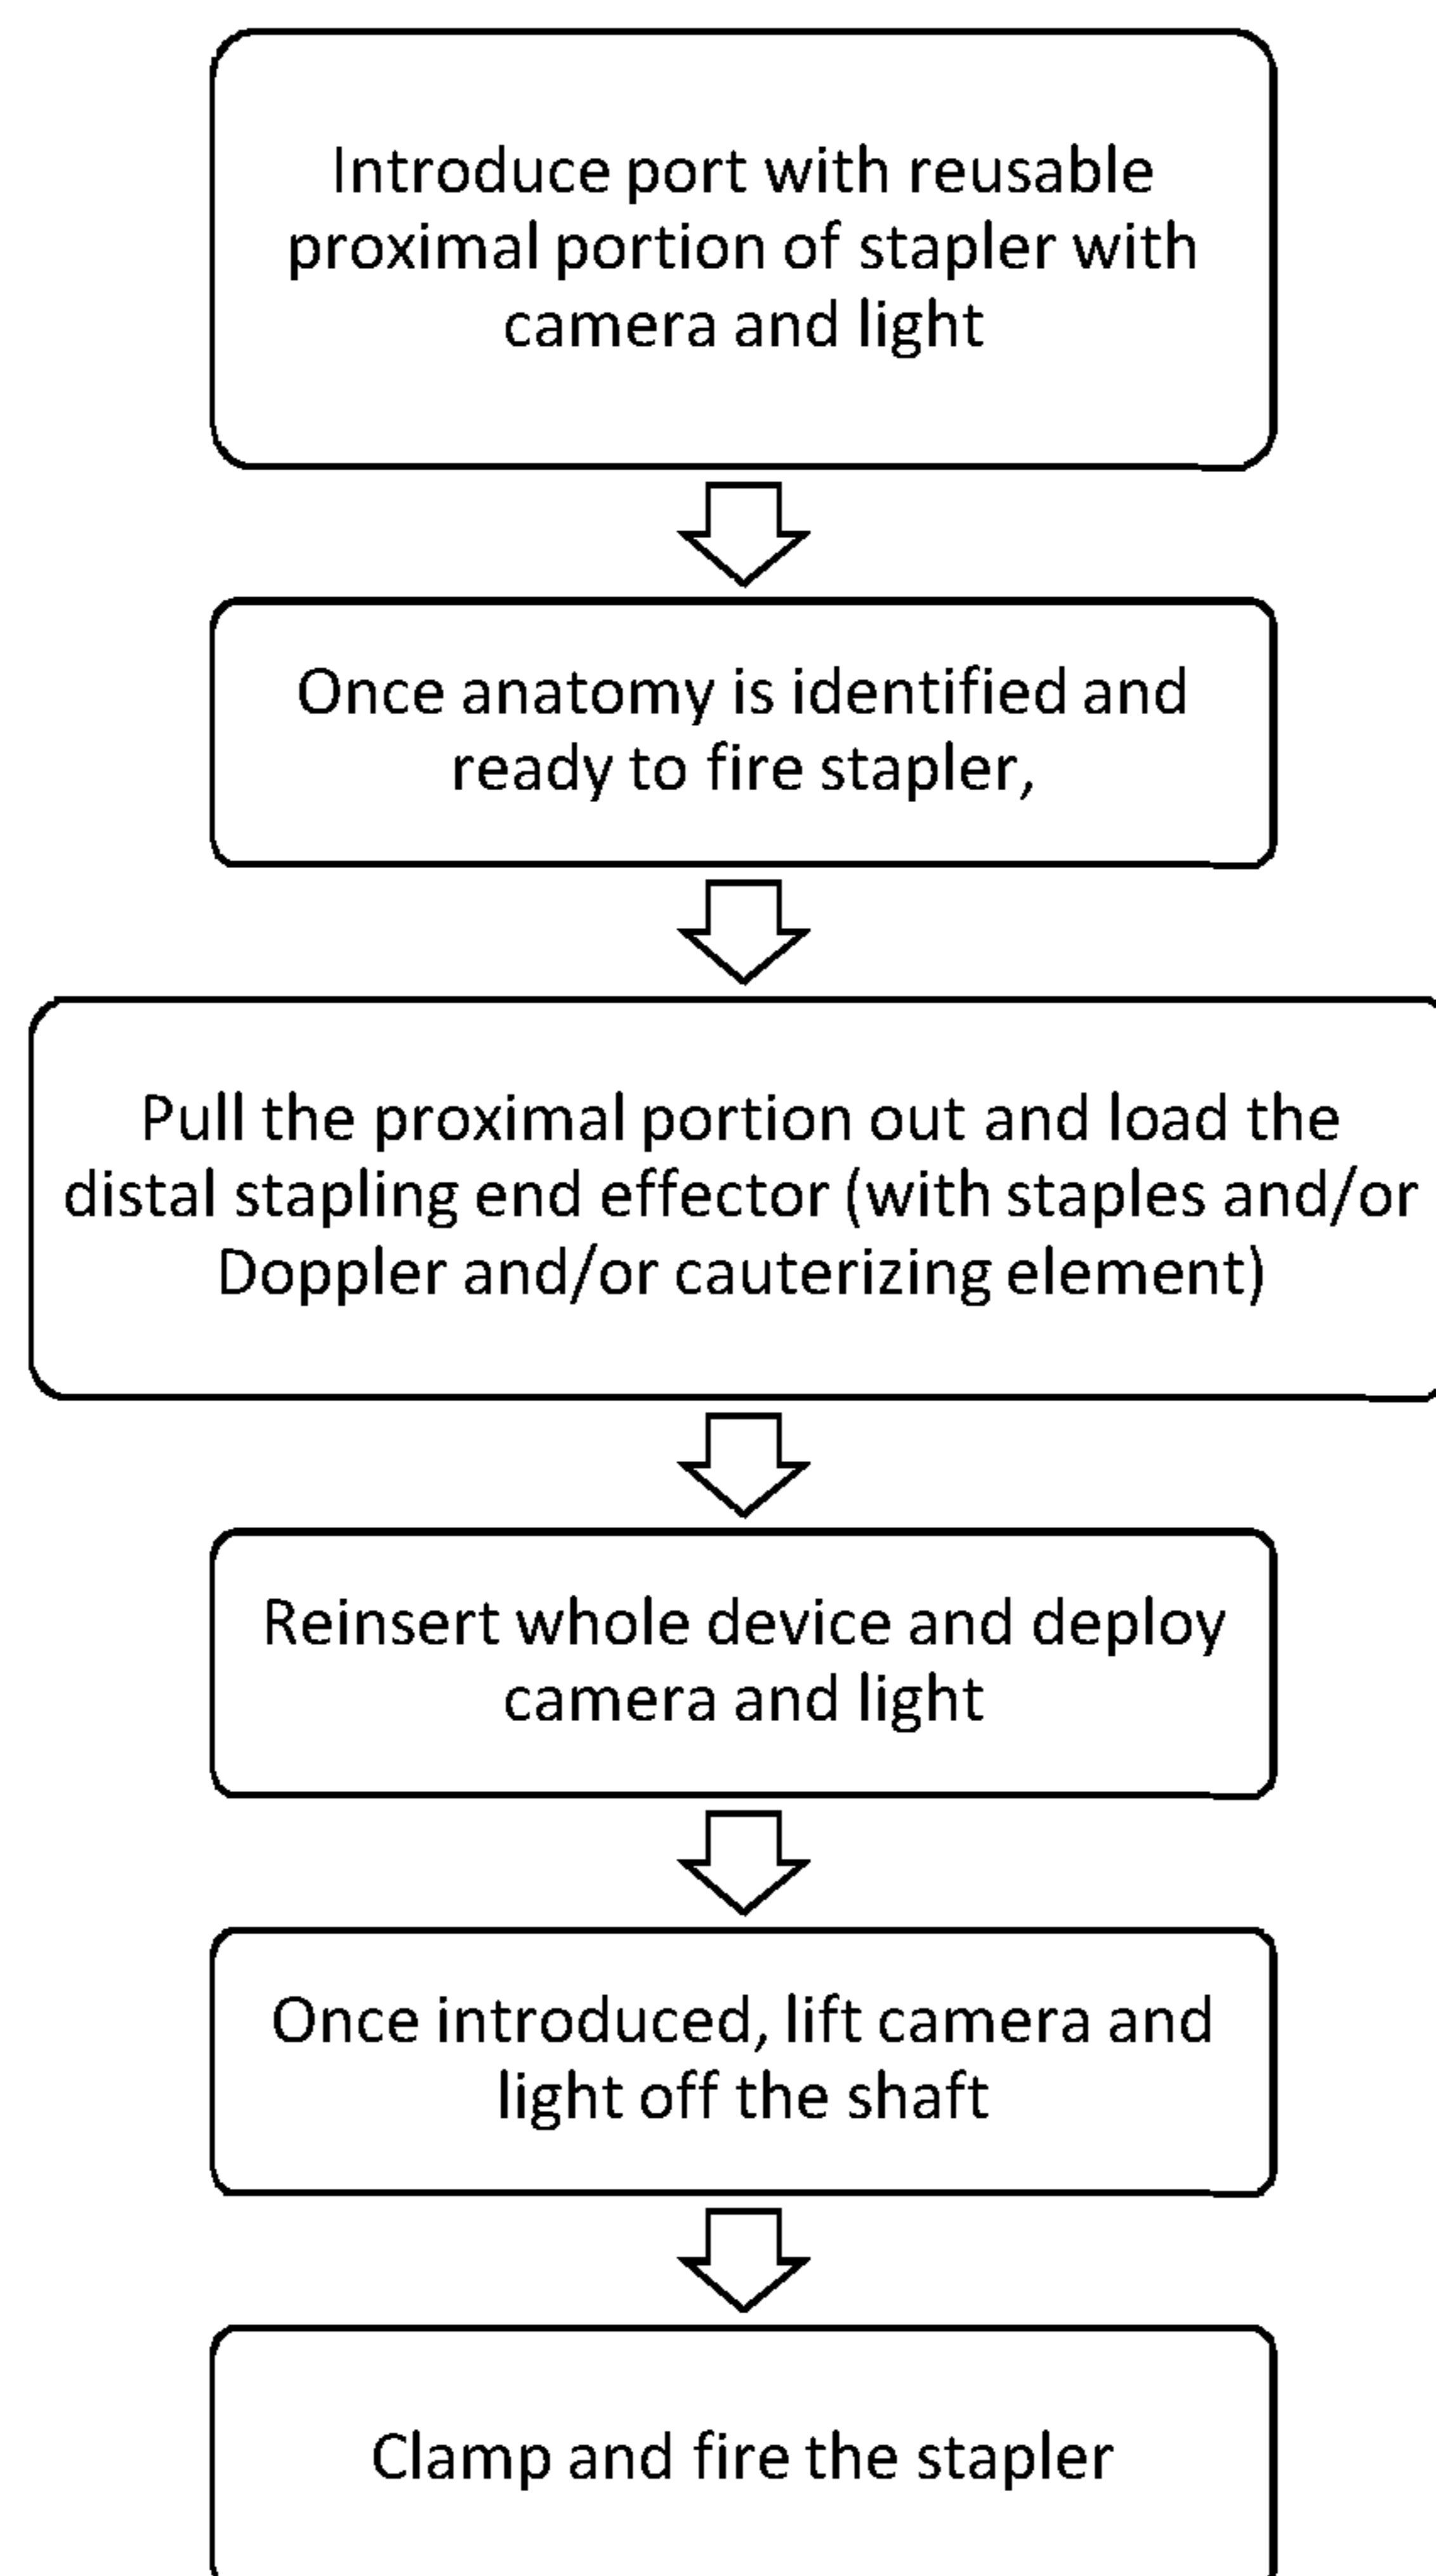 Introduce port with reusable
proximal portion of stapler with
camera and light
Once anatomy is identified and
ready to fire stapler,
Pull the proximal portion out and load the
distal stapling end effector (with staples and/or
Doppler and/or cauterizing element)
Reinsert whole device and deploy
camera and light
Once introduced, lift camera and
light off the shaft
Clamp and fire the stapler